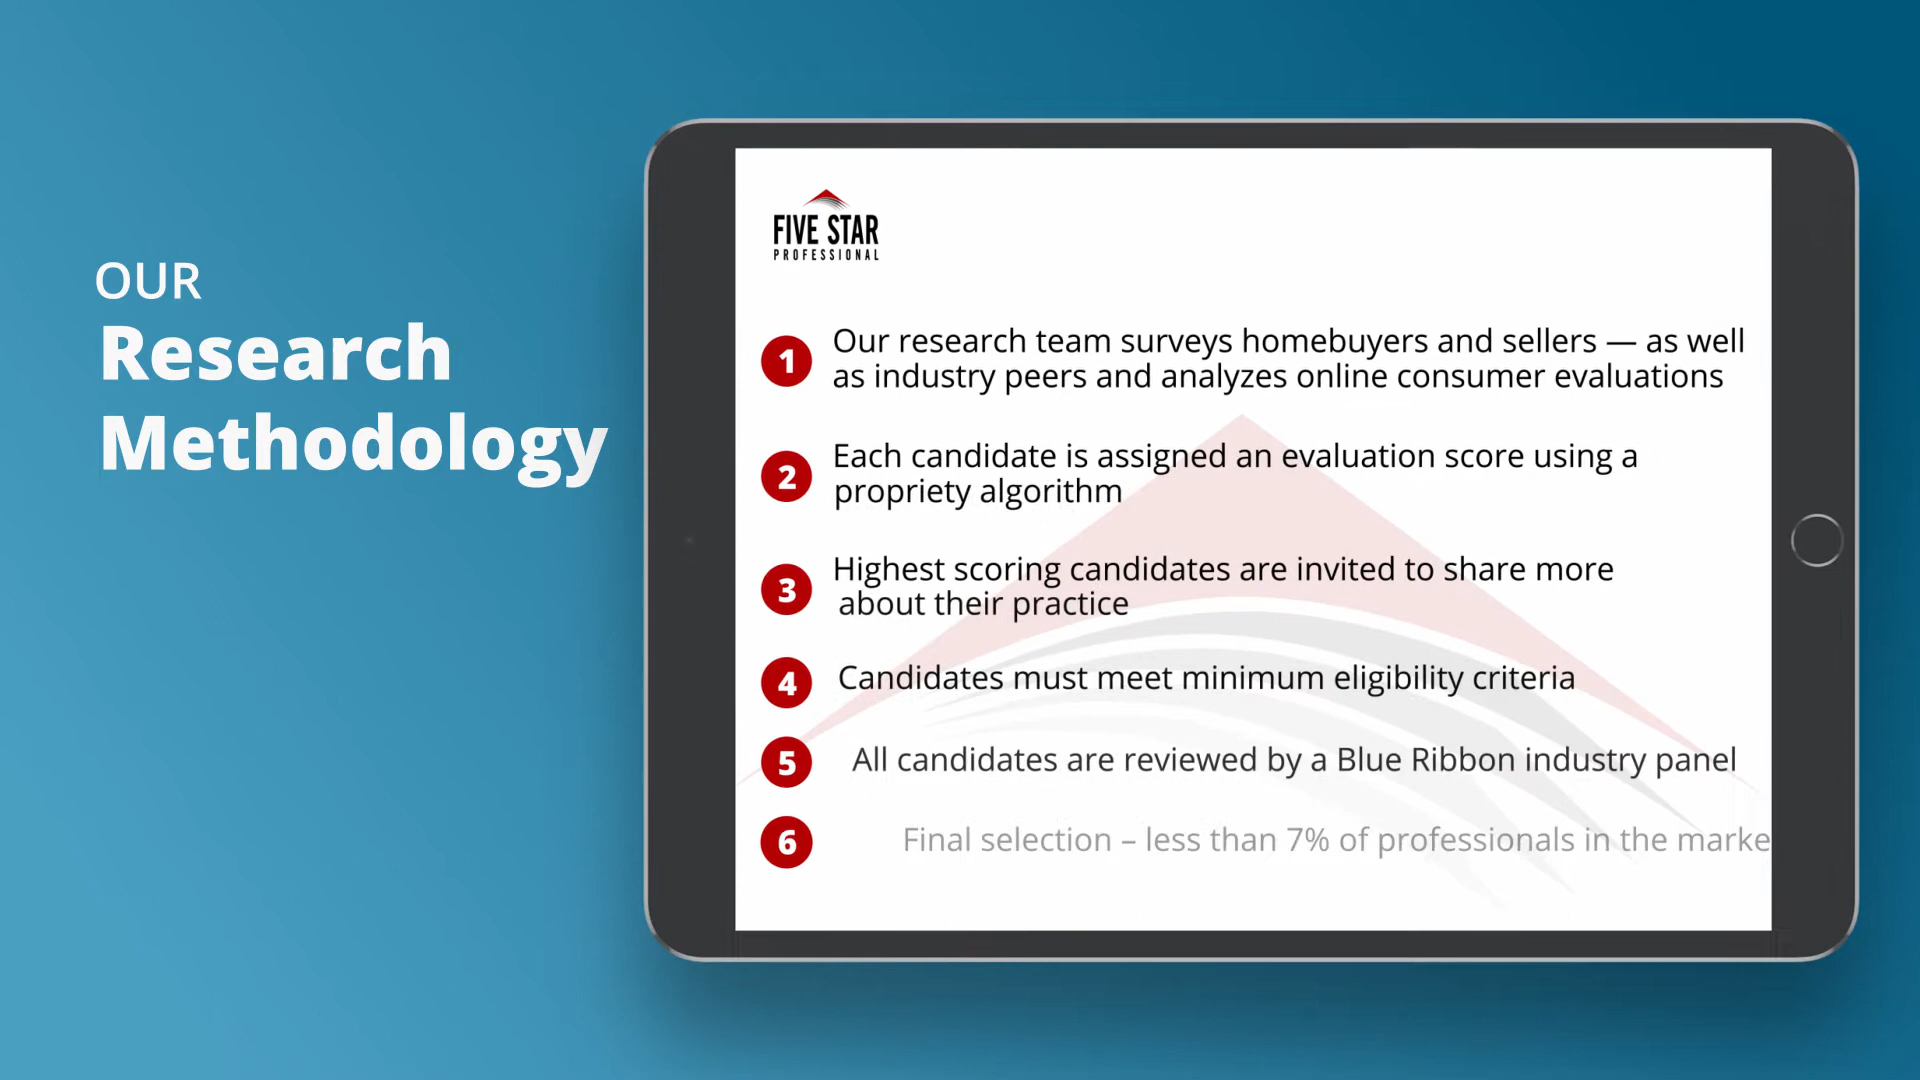 OUR
Research
Methodology
FIVE STAR
PROFESSIONAL
1 Our research team surveys homebuyers and sellers — as well
as industry peers and analyzes online consumer evaluations
2 Each candidate is assigned an evaluation score using a
propriety algorithm
3 Highest scoring candidates are invited to share more
about their practice
4 Candidates must meet minimum eligibility criteria
5 All candidates are reviewed by a Blue Ribbon industry panel
6 Final selection – less than 7% of professionals in the marke